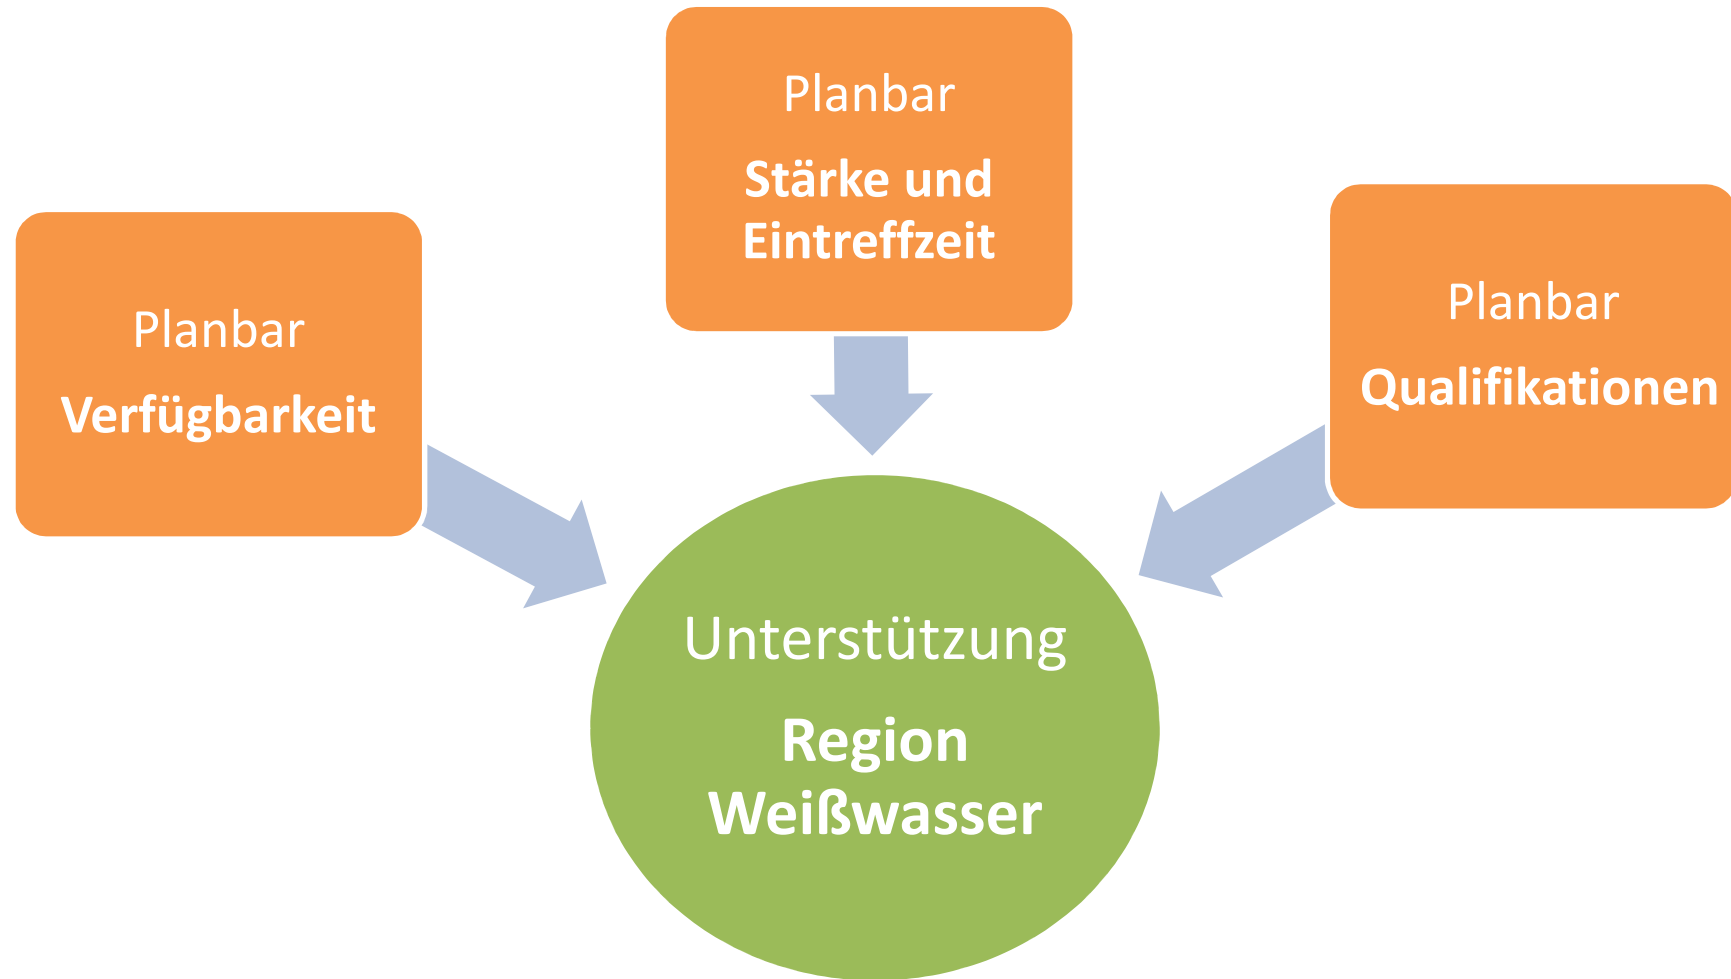 Planbar
Verfügbarkeit
Planbar
Stärke und
Eintreffzeit
Planbar
Qualifikationen
Unterstützung
Region
Weißwasser